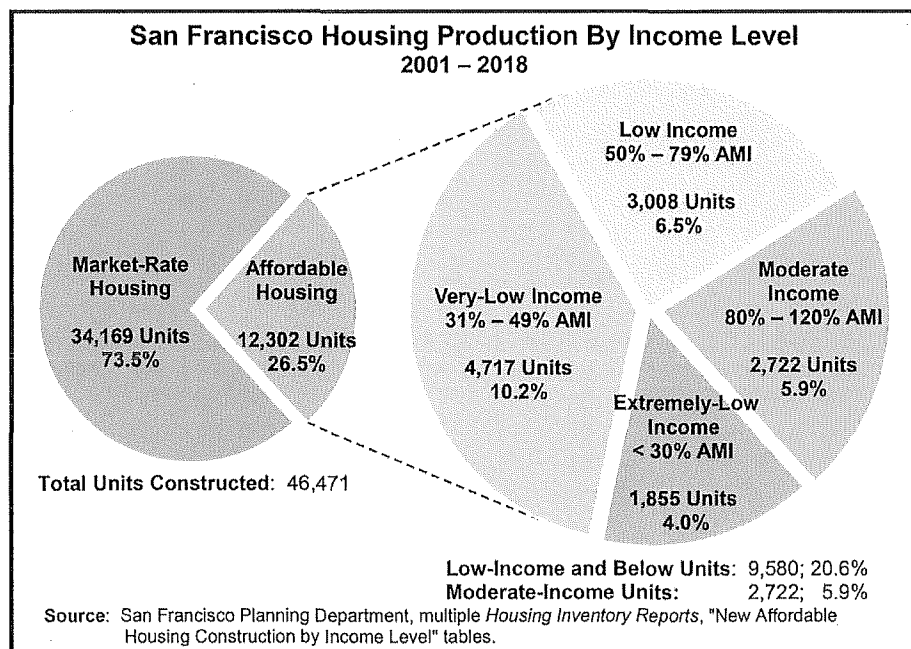 San Francisco Housing Production By Income Level
2001 – 2018
Market-Rate
Housing
34,169 Units
73.5%
Affordable
Housing
12,302 Units
26.5%
Total Units Constructed: 46,471
Low Income
50% – 79% AMI
3,008 Units
6.5%
Very-Low Income
31% – 49% AMI
4,717 Units
10.2%
Moderate
Income
80% – 120% AMI
2,722 Units
5.9%
Extremely-Low
Income
< 30% AMI
1,855 Units
4.0%
Low-Income and Below Units: 9,580; 20.6%
Moderate-Income Units: 2,722; 5.9%
Source: San Francisco Planning Department, multiple Housing Inventory Reports, "New Affordable
Housing Construction by Income Level" tables.